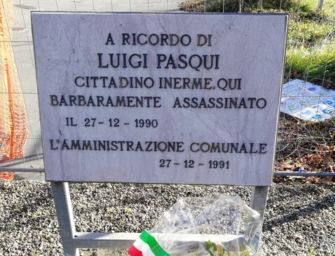 A RICORDO DI
LUIGI PASQUI
CITTADINO INERME, QUI
BARBARAMENTE ASSASSINATO
IL 27-12-1990
L'AMMINISTRAZIONE COMUNALE
27-12-1991